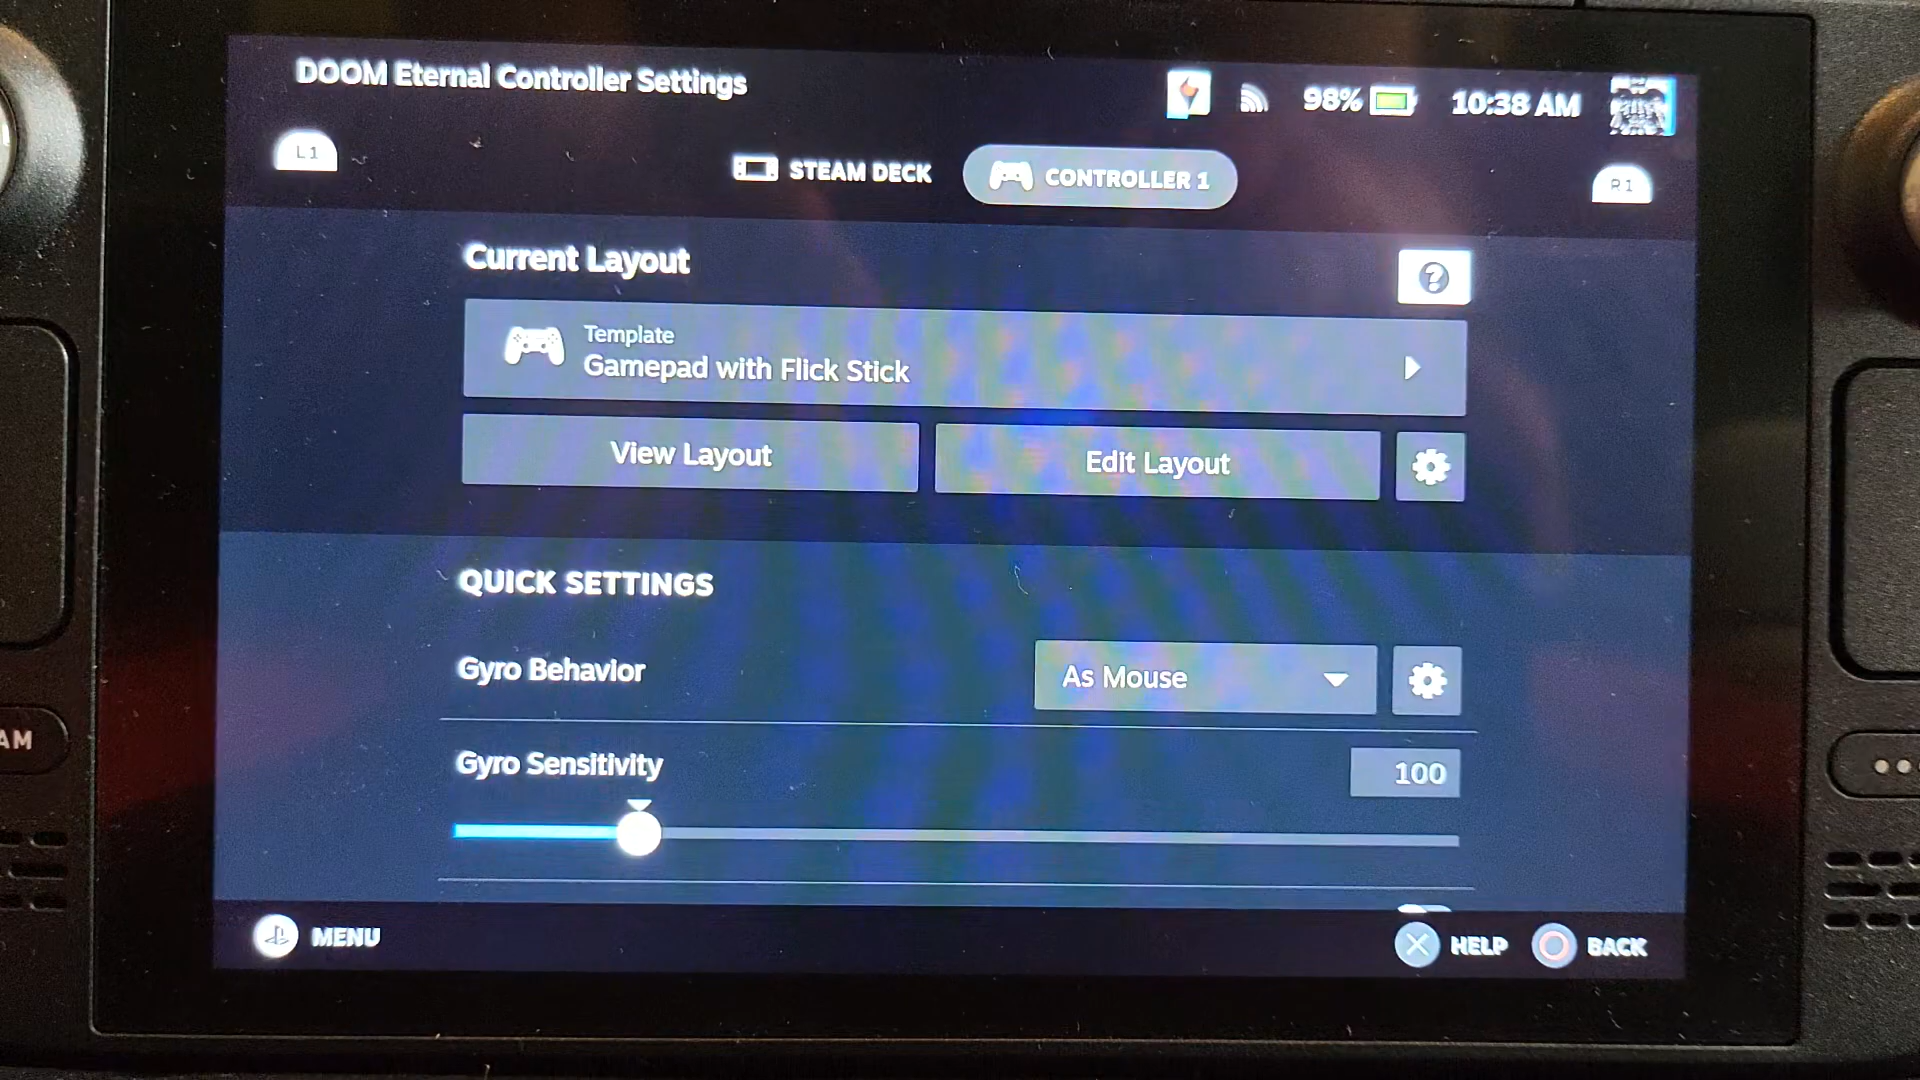 DOOM Eternal Controller Settings
98%
10:38 AM
L1
STEAM DECK
CONTROLLER 1
R1
Current Layout
?
Template
Gamepad with Flick Stick
View Layout
Edit Layout
QUICK SETTINGS
Gyro Behavior
As Mouse
AM
Gyro Sensitivity
100
MENU
HELP
BACK